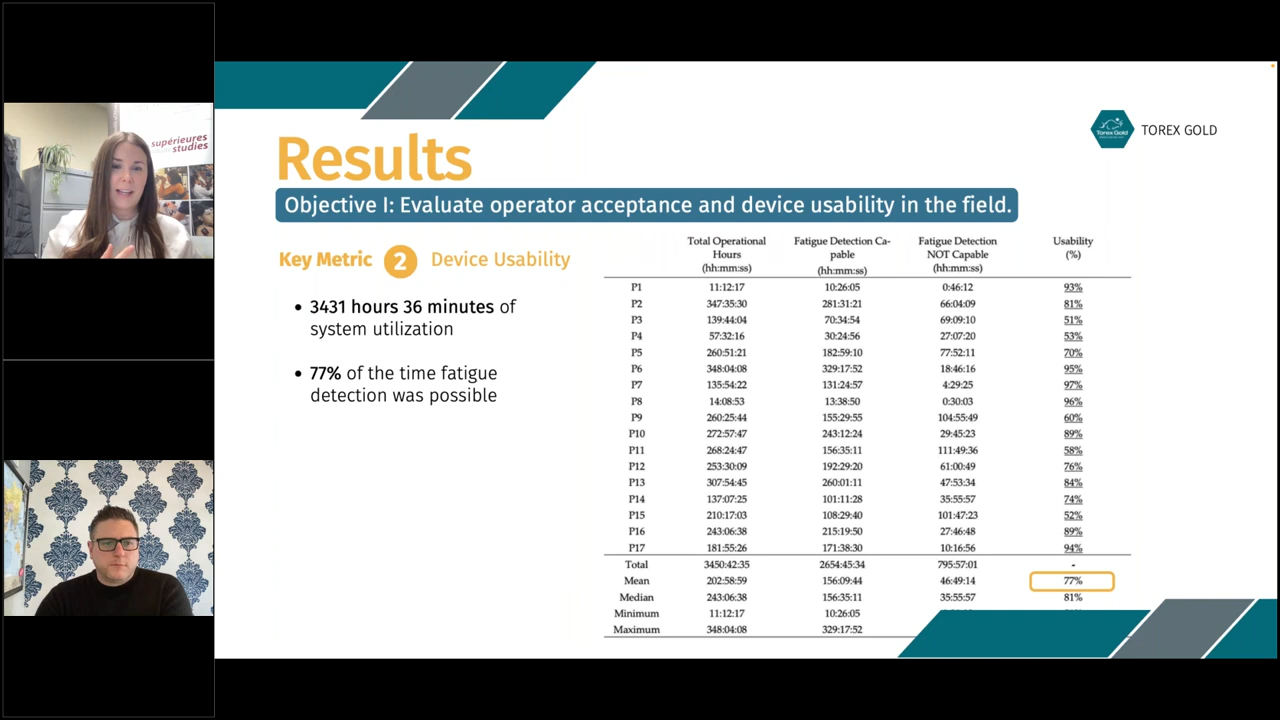 supérieures
studies
Torex Gold
TOREX GOLD
Results
Objective I: Evaluate operator acceptance and device usability in the field.
Key Metric 2 Device Usability
• 3431 hours 36 minutes of
system utilization
• 77% of the time fatigue
detection was possible
Total Operational Fatigue Detection Ca- Fatigue Detection Usability
Hours pable NOT Capable (%)
(hh:mm:ss) (hh:mm:ss) (hh:mm:ss)
P1 11:12:17 10:26:05 0:46:12 93%
P2 347:35:30 281:31:21 66:04:09 81%
P3 139:44:04 70:34:54 69:09:10 51%
P4 57:32:16 30:24:56 27:07:20 53%
P5 260:51:21 182:59:10 77:52:11 70%
P6 348:04:08 329:17:52 18:46:16 95%
P7 135:54:22 131:24:57 4:29:25 97%
P8 14:08:53 13:38:50 0:30:03 96%
P9 260:25:44 155:29:55 104:55:49 60%
P10 272:57:47 243:12:24 29:45:23 89%
P11 268:24:47 156:35:11 111:49:36 58%
P12 253:30:09 192:29:20 61:00:49 76%
P13 307:54:45 260:01:11 47:53:34 84%
P14 137:07:25 101:11:28 35:55:57 74%
P15 210:17:03 108:29:40 101:47:23 52%
P16 243:06:38 215:19:50 27:46:48 89%
P17 181:55:26 171:38:30 10:16:56 94%
Total 3450:42:35 2654:45:34 795:57:01 -
Mean 202:58:59 156:09:44 46:49:14 77%
Median 243:06:38 156:35:11 35:55:57 81%
Minimum 11:12:17 10:26:05
Maximum 348:04:08 329:17:52